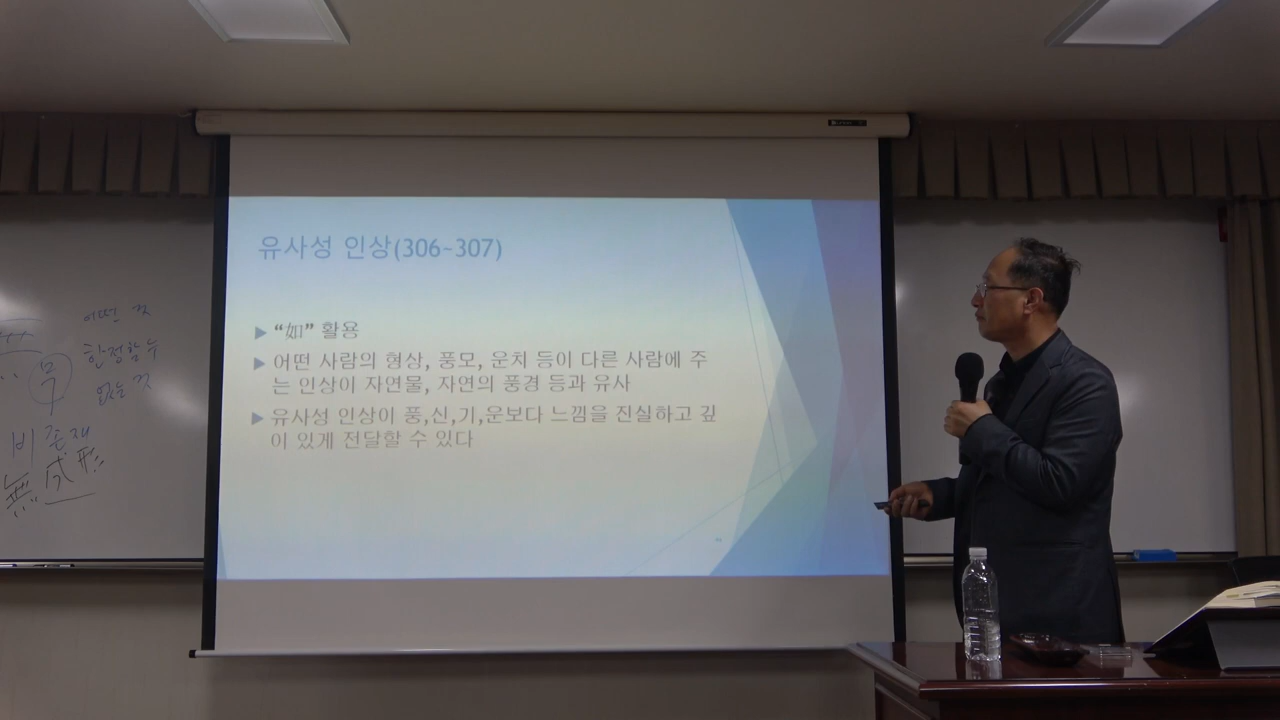 유사성 인상(306~307)
▶ “如” 활용
▶ 어떤 사람의 형상, 풍모, 운치 등이 다른 사람에 주
는 인상이 자연물, 자연의 풍경 등과 유사
▶ 유사성 인상이 풍,신,기,운보다 느낌을 진실하고 깊
이 있게 전달할 수 있다
어떤 것
한정할 수
없는 것
무
비존재
無